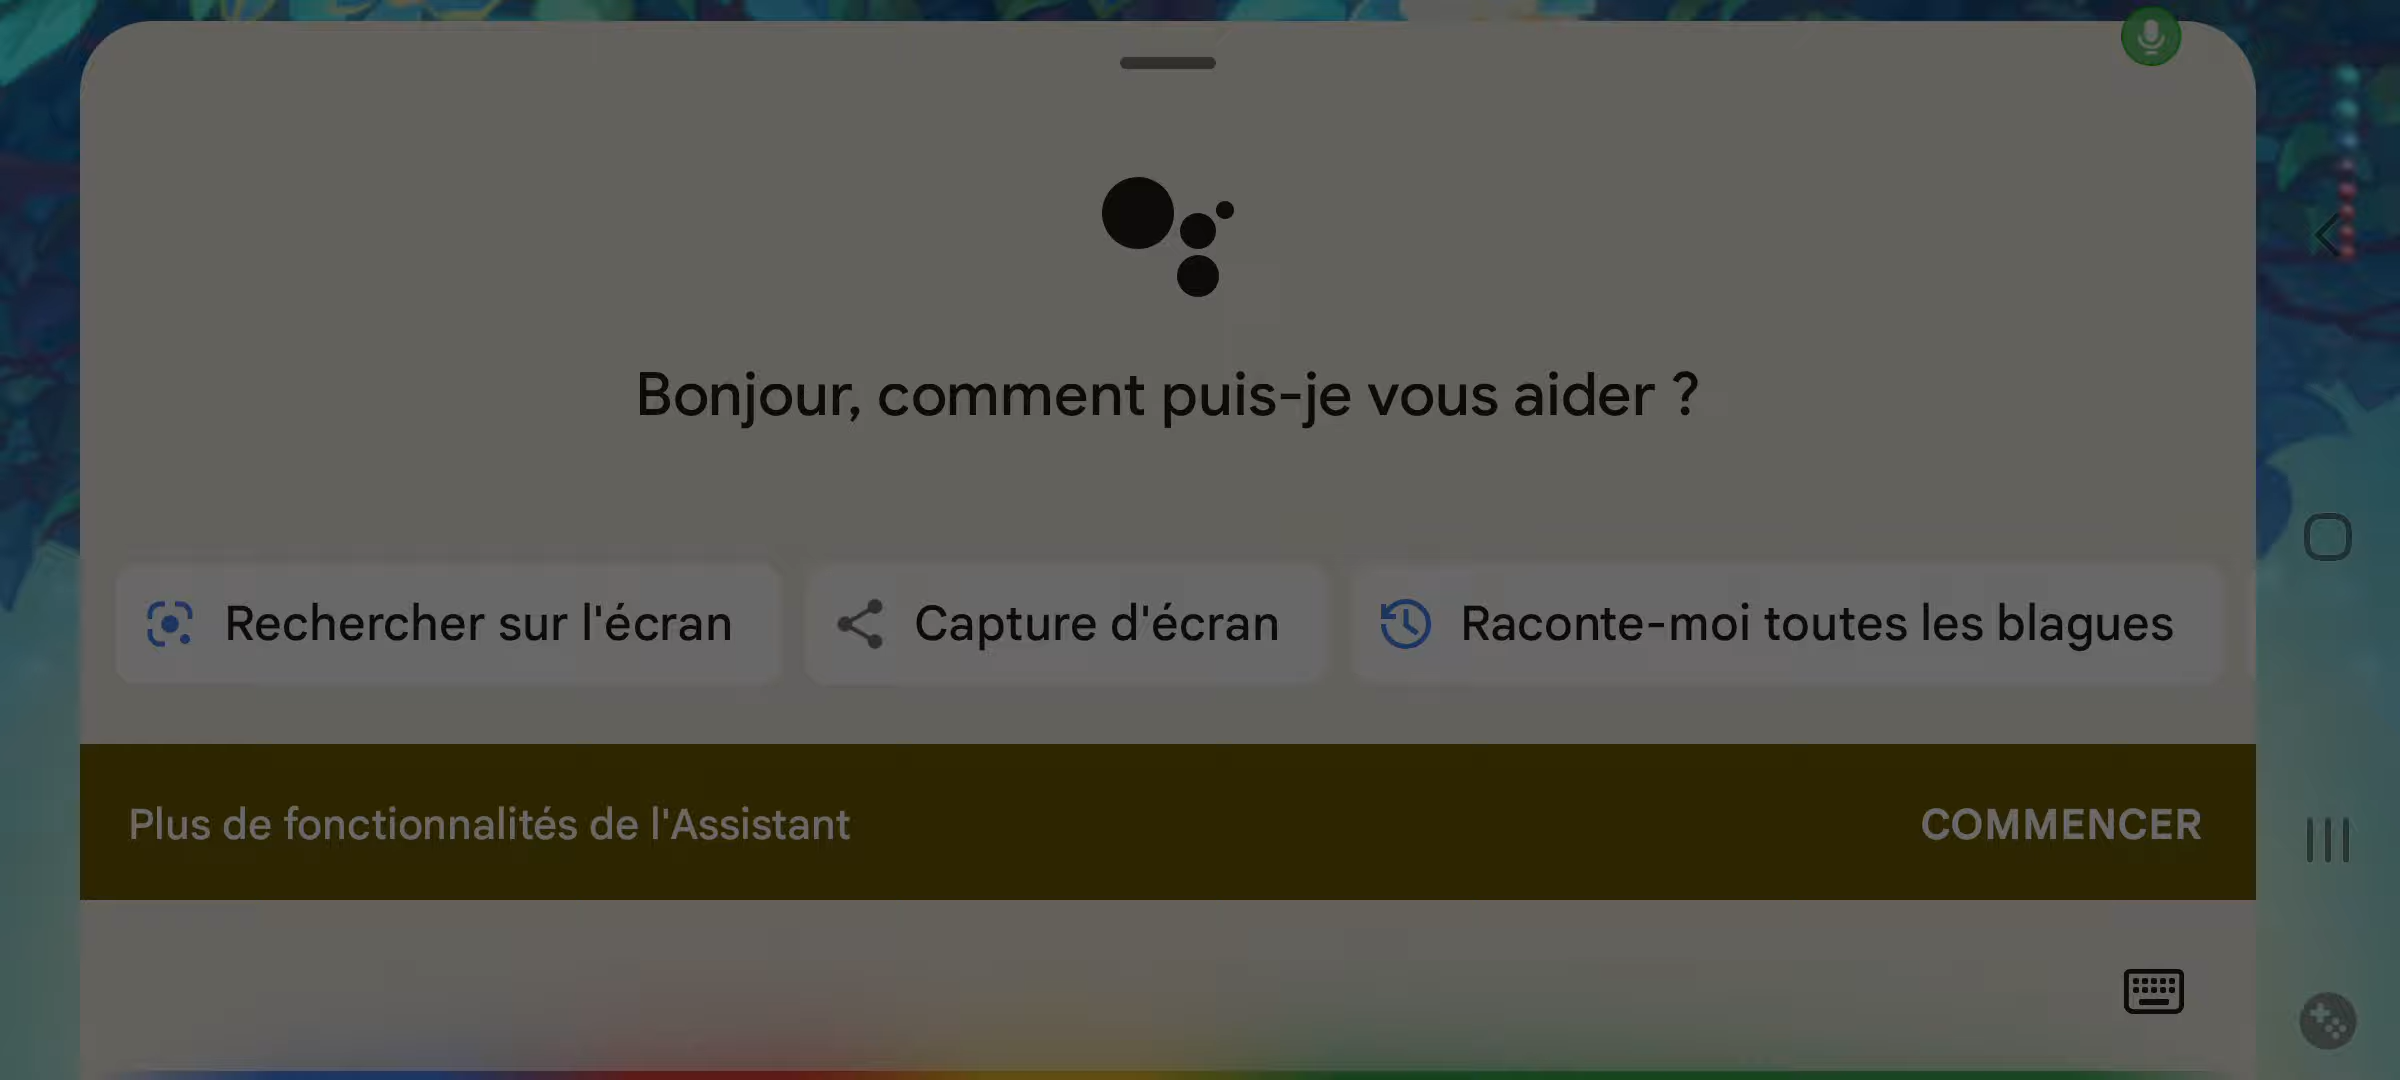 Bonjour, comment puis-je vous aider ?
Rechercher sur l'écran
Capture d'écran
Raconte-moi toutes les blagues
Plus de fonctionnalités de l'Assistant
COMMENCER